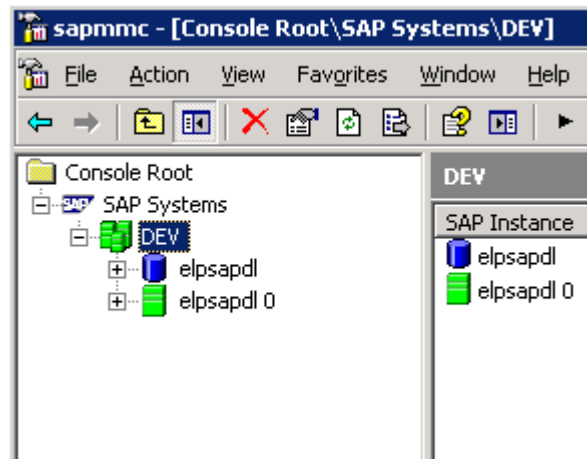 sapmmc - [Console Root\SAP Systems\DEV]
File Action View Favorites Window Help
Console Root
SAP SAP Systems
DEV
elpsapdl
elpsapdl 0
DEV
SAP Instance
elpsapdl
elpsapdl 0